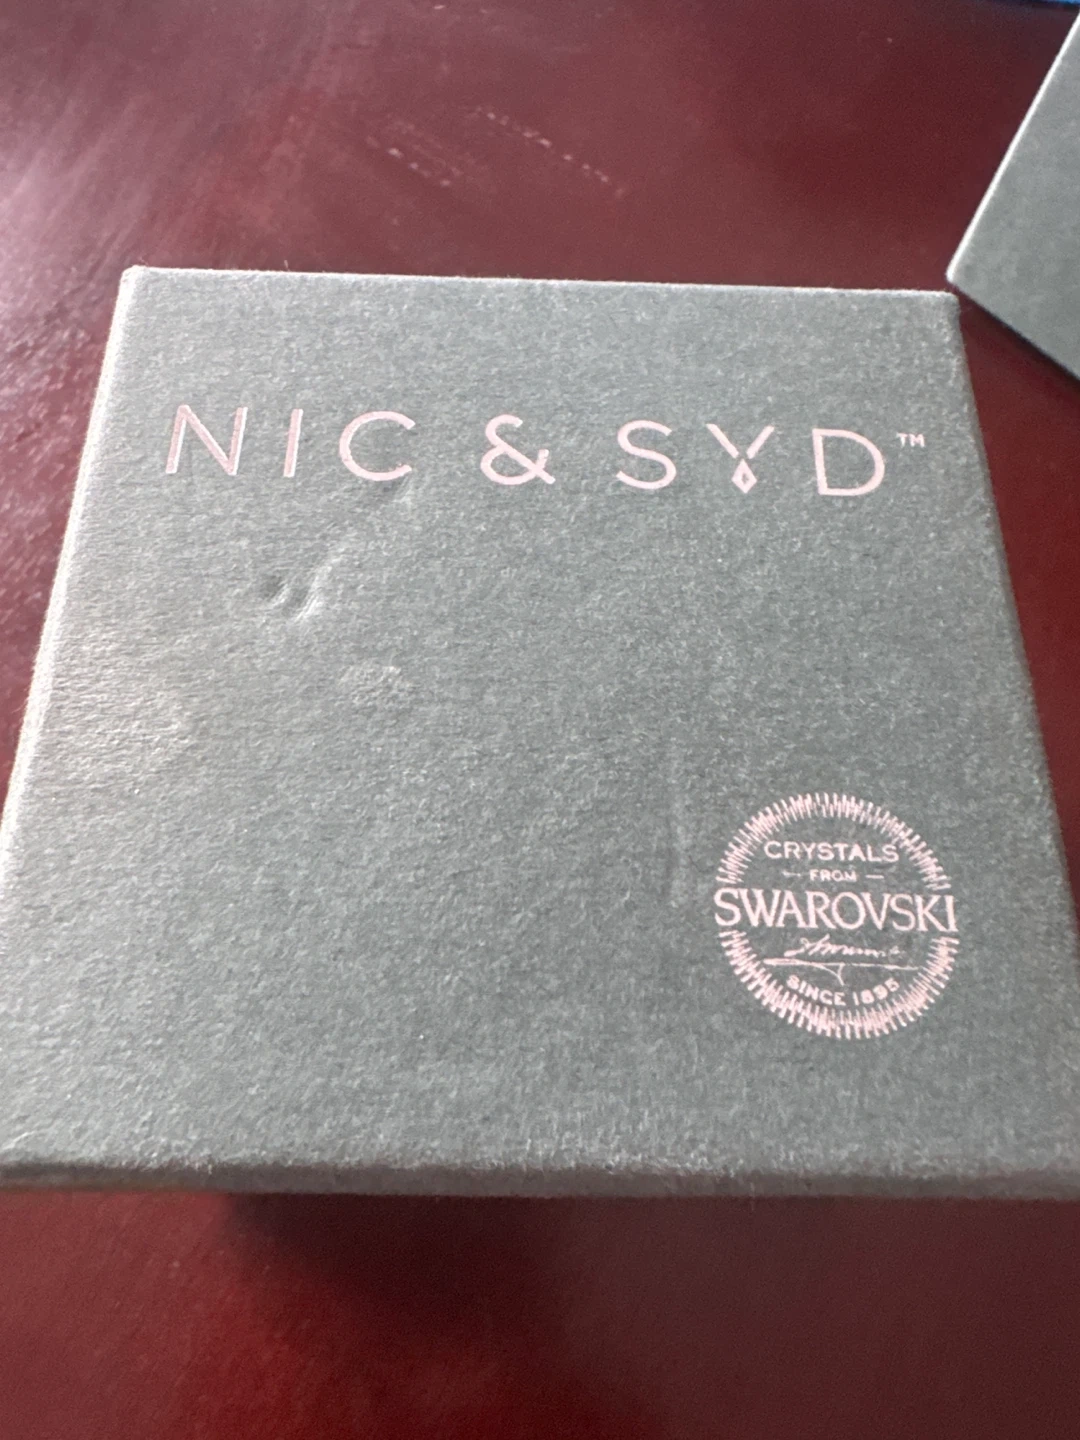 NIC & SYD™
CRYSTALS
FROM
SWAROVSKI
SINCE 1895